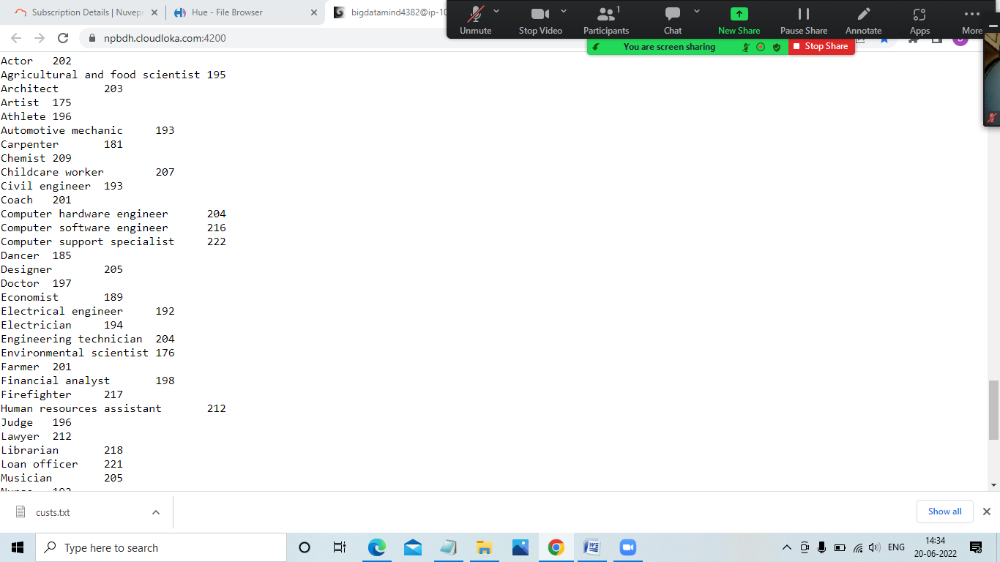 Subscription Details | Nuvep
Hue - File Browser
bigdatamind4382@ip-10
Unmute
Stop Video
1
Participants
Chat
New Share
Pause Share
Annotate
Apps
More
npbdh.cloudloka.com:4200
You are screen sharing
Stop Share
Actor 202
Agricultural and food scientist 195
Architect 203
Artist 175
Athlete 196
Automotive mechanic 193
Carpenter 181
Chemist 209
Childcare worker 207
Civil engineer 193
Coach 201
Computer hardware engineer 204
Computer software engineer 216
Computer support specialist 222
Dancer 185
Designer 205
Doctor 197
Economist 189
Electrical engineer 192
Electrician 194
Engineering technician 204
Environmental scientist 176
Farmer 201
Financial analyst 198
Firefighter 217
Human resources assistant 212
Judge 196
Lawyer 212
Librarian 218
Loan officer 221
Musician 205
custs.txt
Show all
Type here to search
ENG
14:34
20-06-2022